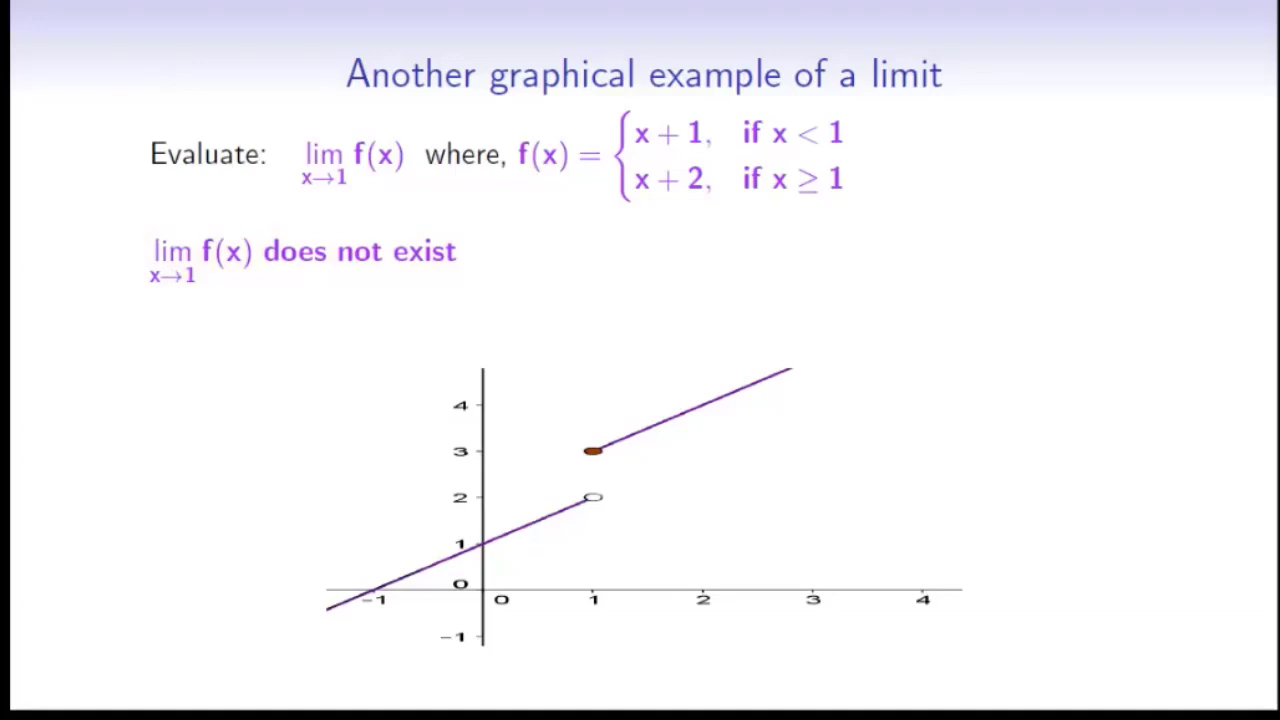 Another graphical example of a limit
Evaluate: lim x→1 f(x) where, f(x) = { x + 1, if x < 1
x + 2, if x ≥ 1
lim x→1 f(x) does not exist
4
3
2
1
0
−1 0 1 2 3 4
−1